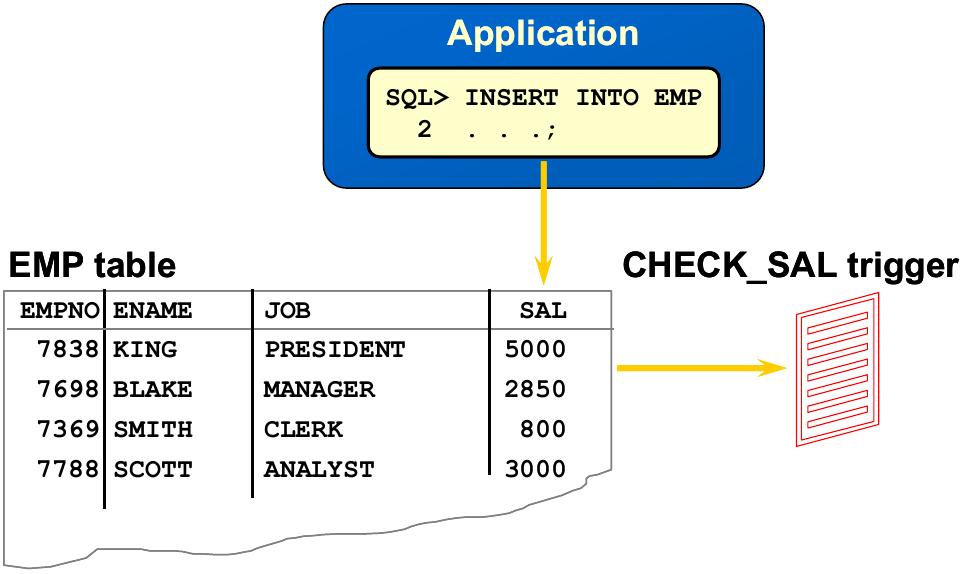 Application
SQL> INSERT INTO EMP
2 . . .;
EMP table
CHECK_SAL trigger
EMPNO ENAME JOB SAL
7838 KING PRESIDENT 5000
7698 BLAKE MANAGER 2850
7369 SMITH CLERK 800
7788 SCOTT ANALYST 3000